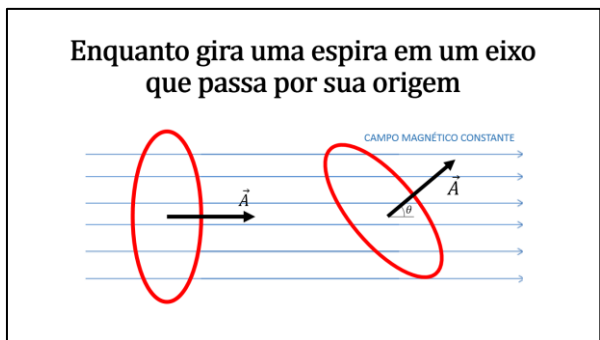 Enquanto gira uma espira em um eixo
que passa por sua origem
CAMPO MAGNÉTICO CONSTANTE
A⃗
A⃗
θ